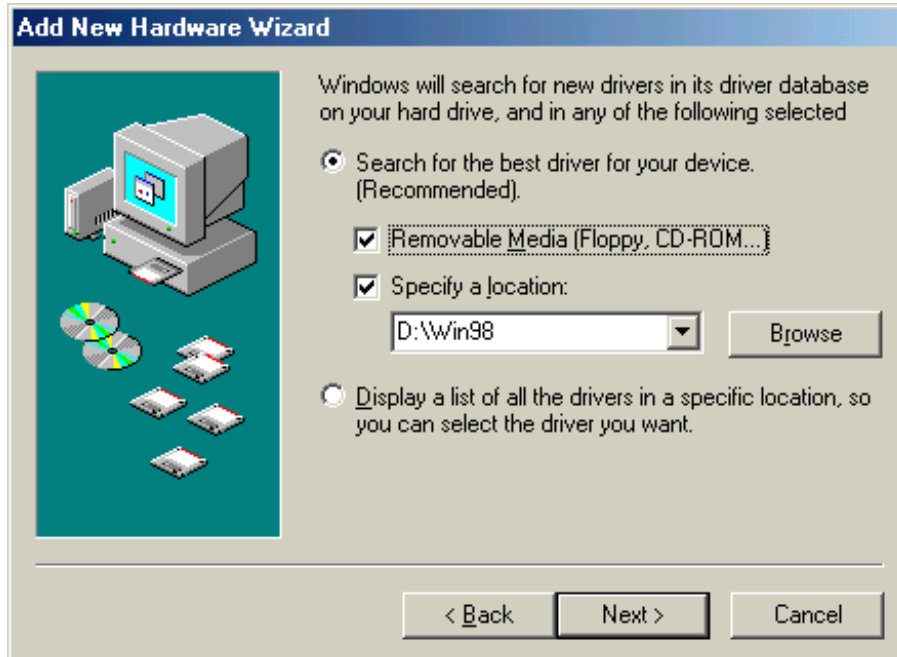 Add New Hardware Wizard
Windows will search for new drivers in its driver database
on your hard drive, and in any of the following selected
Search for the best driver for your device.
(Recommended).
Removable Media (Floppy, CD-ROM...)
Specify a location:
D:\Win98
Browse
Display a list of all the drivers in a specific location, so
you can select the driver you want.
< Back
Next >
Cancel